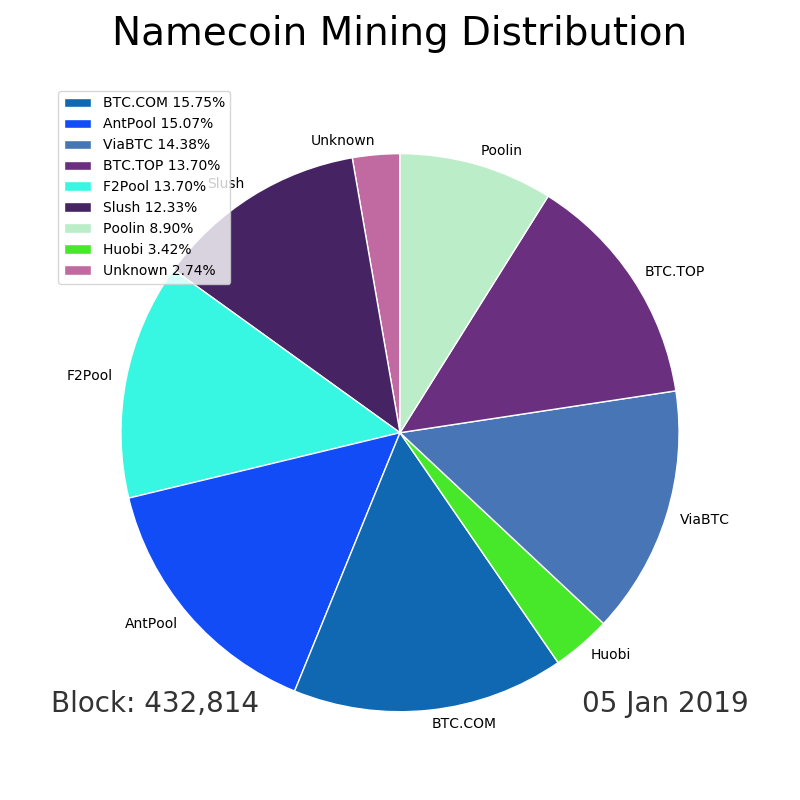 Namecoin Mining Distribution
BTC.COM 15.75%
AntPool 15.07%
ViaBTC 14.38%
BTC.TOP 13.70%
F2Pool 13.70%
Slush 12.33%
Poolin 8.90%
Huobi 3.42%
Unknown 2.74%
Unknown
Poolin
Slush
BTC.TOP
F2Pool
ViaBTC
AntPool
Huobi
Block: 432,814
05 Jan 2019
BTC.COM